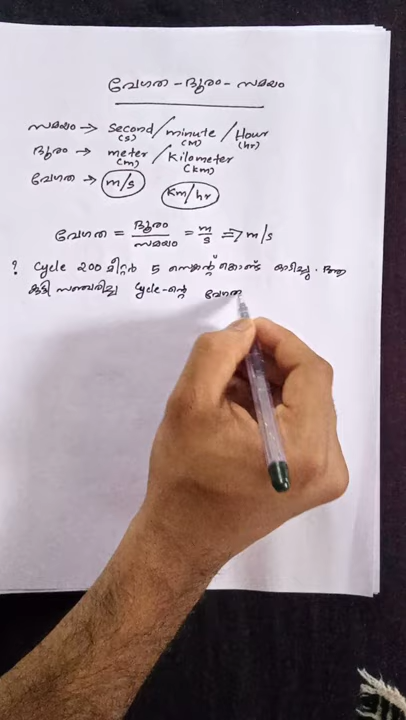 വേഗത - ദൂരം - സമയം
സമയം → Second/minute/Hour
(s) (M) (hr)
ദൂരം → meter/Kilometer
(m) (km)
വേഗത → m/s
Km/hr
വേഗത = ദൂരം/സമയം = m/s ⇒ m/s
? Cycle 200 മീറ്റർ 5 സെക്കന്റ് കൊണ്ട് ഓടിച്ചു.
കുട്ടി സഞ്ചരിച്ച Cycle-ന്റെ വേഗത